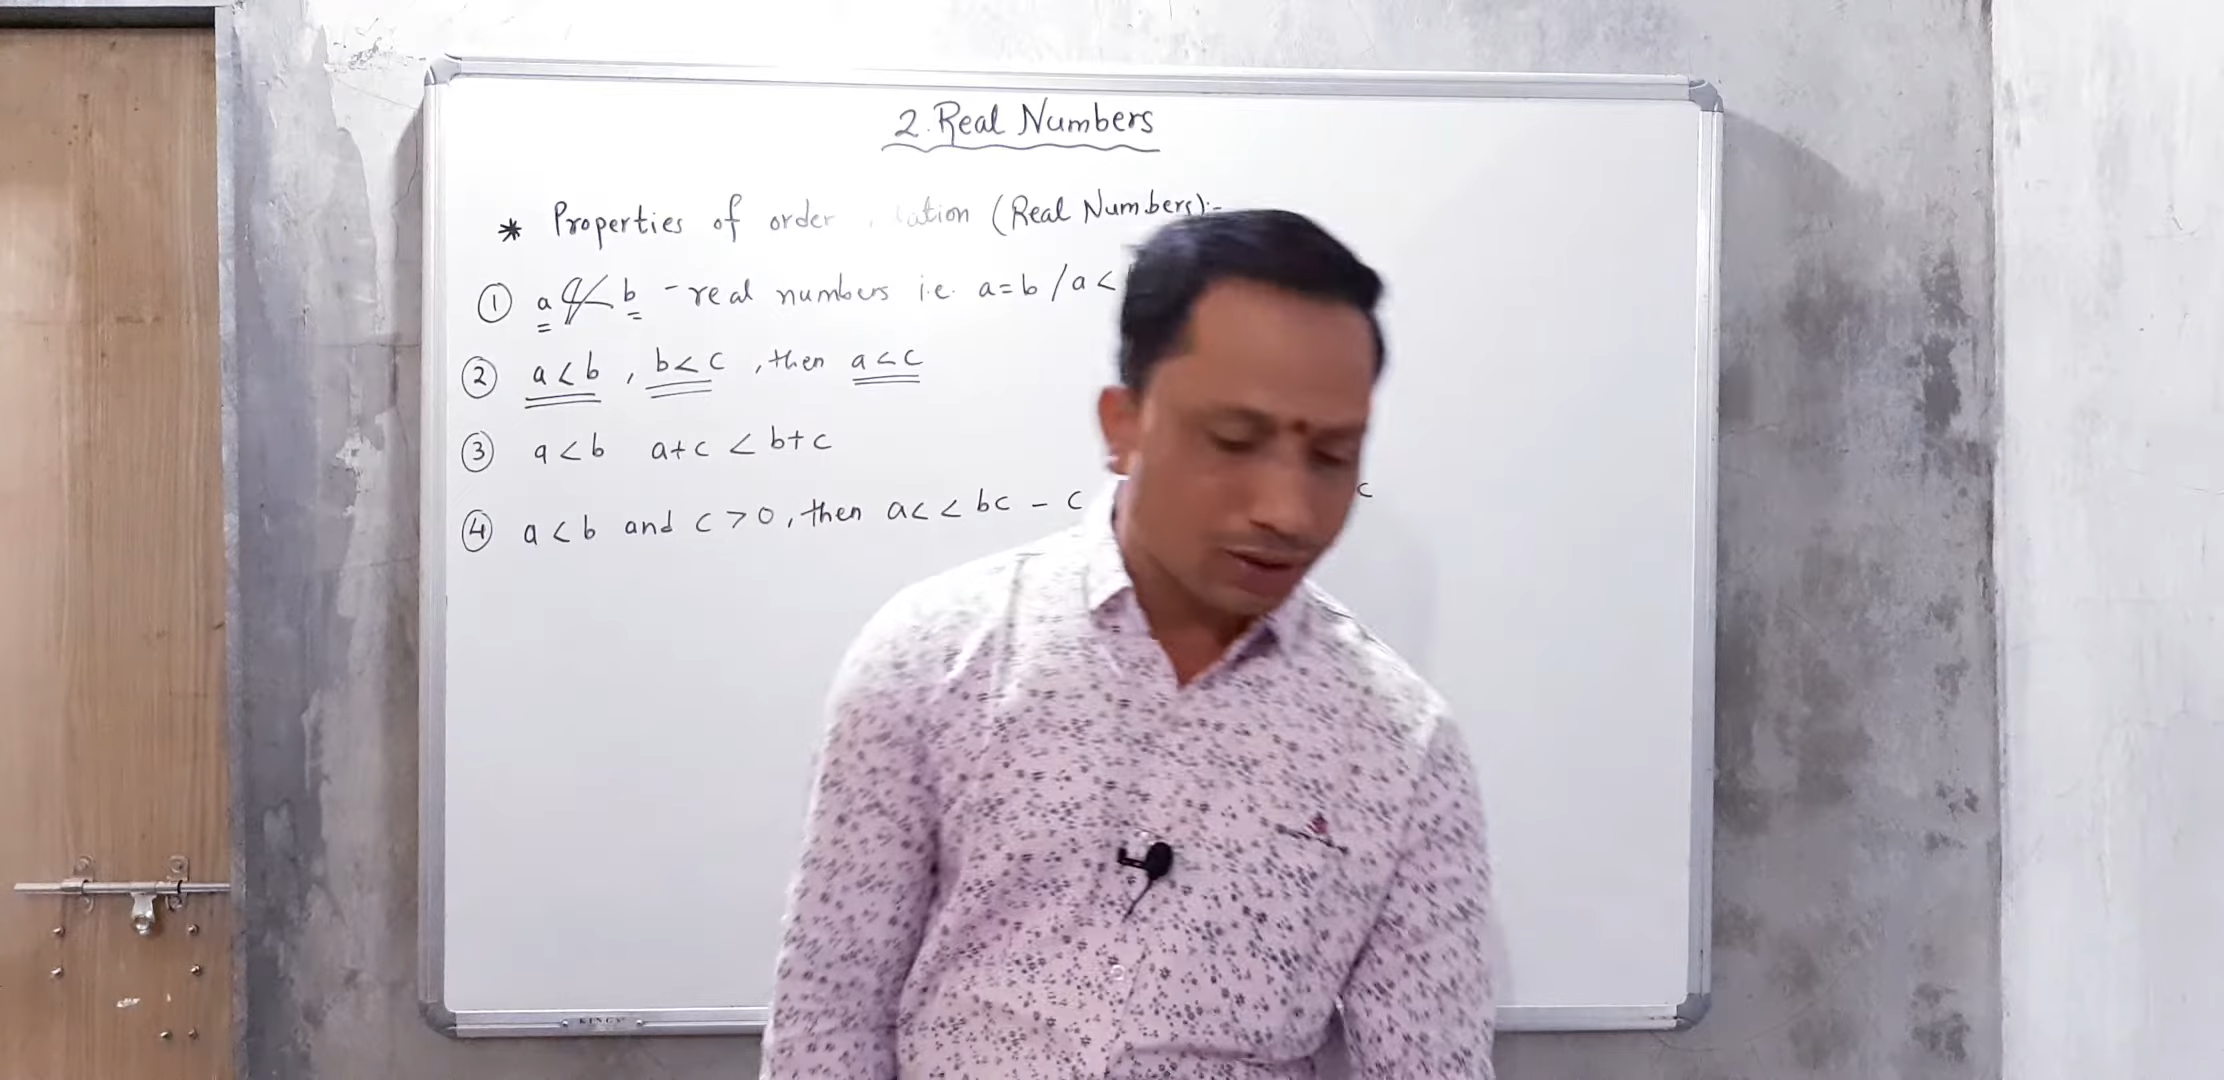 2. Real Numbers
* Properties of order (Real Numbers):-
① a & b - real numbers i.e. a=b / a<
② a<b , b<c , then a<c
③ a<b a+c < b+c
④ a<b and c>0, then ac < bc - c c
KINGS